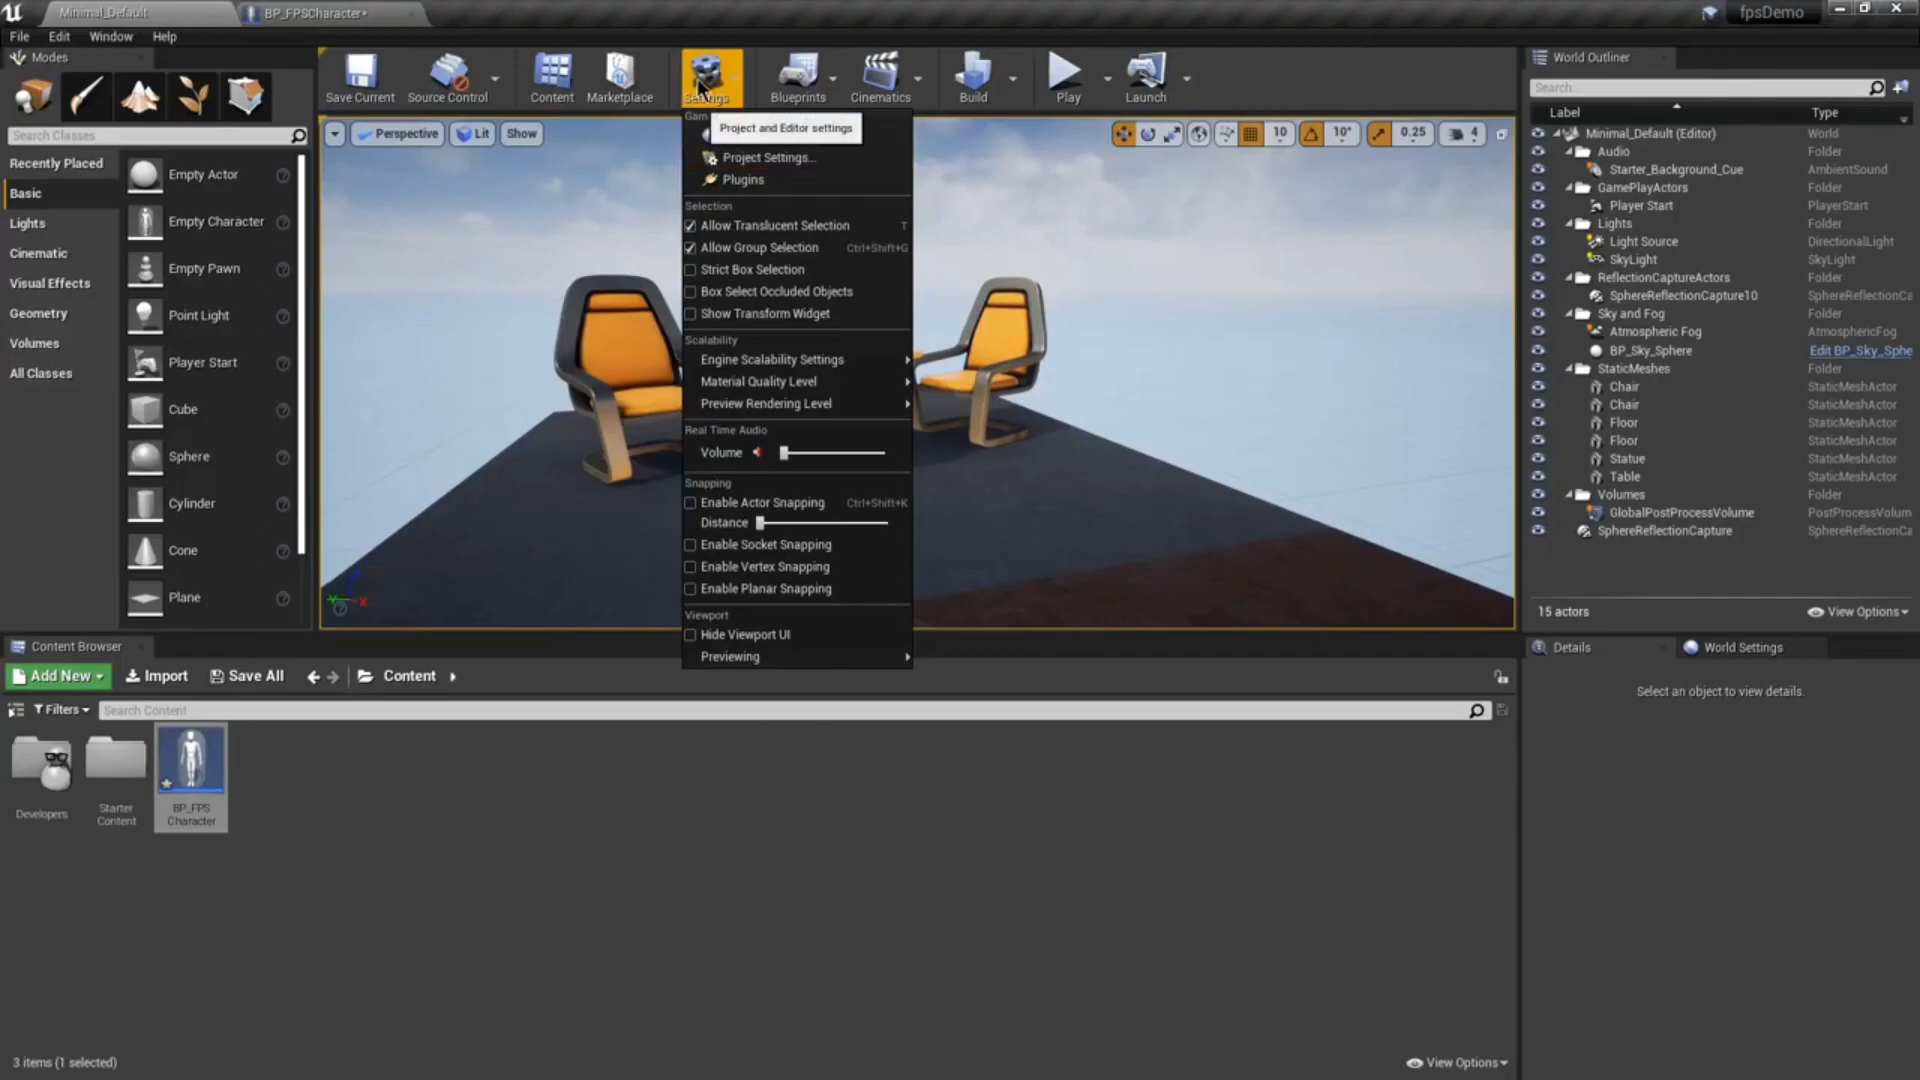 Minimal_Default
BP_FPSCharacter*
fpsDemo
File Edit Window Help
Modes
Save Current
Source Control
Content
Marketplace
Settings
Blueprints
Cinematics
Build
Play
Launch
Project and Editor settings
Search Classes
Recently Placed
Basic
Lights
Cinematic
Visual Effects
Geometry
Volumes
All Classes
Empty Actor
Empty Character
Empty Pawn
Point Light
Player Start
Cube
Sphere
Cylinder
Cone
Plane
Perspective
Lit
Show
10
10°
0.25
4
Project Settings...
Plugins
Selection
Allow Translucent Selection T
Allow Group Selection Ctrl+Shift+G
Strict Box Selection
Box Select Occluded Objects
Show Transform Widget
Scalability
Engine Scalability Settings
Material Quality Level
Preview Rendering Level
Real Time Audio
Volume
Snapping
Enable Actor Snapping Ctrl+Shift+K
Distance
Enable Socket Snapping
Enable Vertex Snapping
Enable Planar Snapping
Viewport
Hide Viewport UI
Previewing
World Outliner
Search...
Label Type
Minimal_Default (Editor) World
Audio Folder
Starter_Background_Cue AmbientSound
GamePlayActors Folder
Player Start PlayerStart
Lights Folder
Light Source DirectionalLight
SkyLight SkyLight
ReflectionCaptureActors Folder
SphereReflectionCapture10 SphereReflectionCa
Sky and Fog Folder
Atmospheric Fog AtmosphericFog
BP_Sky_Sphere Edit BP_Sky_Sphe
StaticMeshes Folder
Chair StaticMeshActor
Chair StaticMeshActor
Floor StaticMeshActor
Floor StaticMeshActor
Statue StaticMeshActor
Table StaticMeshActor
Volumes Folder
GlobalPostProcessVolume PostProcessVolum
SphereReflectionCapture SphereReflectionCa
15 actors
View Options
Details
World Settings
Select an object to view details.
Content Browser
Add New
Import
Save All
Content
Filters
Search Content
Developers
Starter
Content
BP_FPS
Character
3 items (1 selected)
View Options